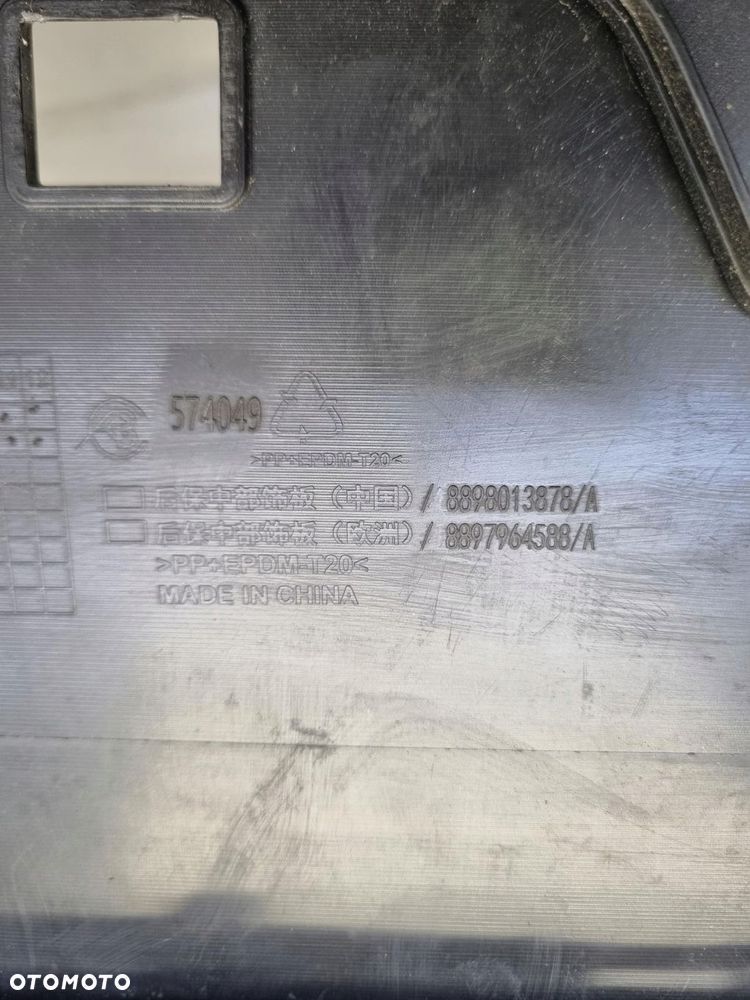 574049
>PP+EPDM-T20<
后保中部饰板（中国）/ 8898013878/A
后保中部饰板（欧洲）/ 8897964588/A
>PP+EPDM-T20<
MADE IN CHINA
OTOMOTO